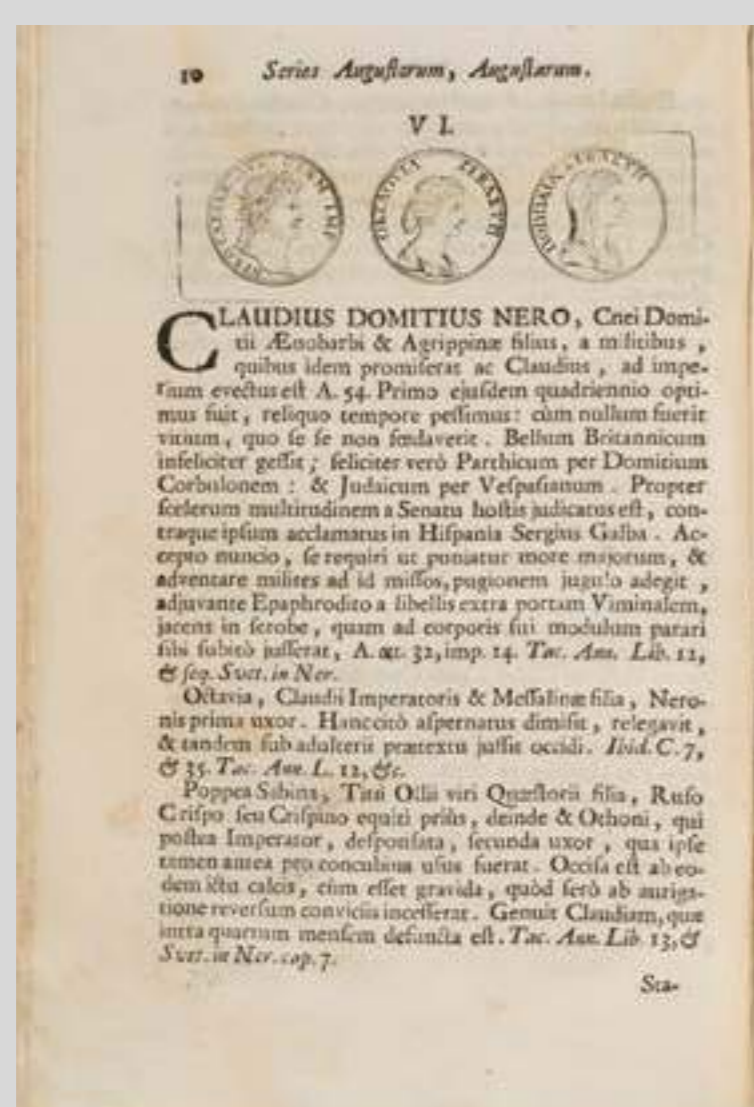 10 Series Augustarum, Augustarum.
V I.
ΟΚΤΑΟΥΙΑ ΣΕΒΑΣΤΗ
ΠΟΠΠΑΙΑ ΣΕΒΑΣΤΗ
CLAUDIUS DOMITIUS NERO, Cnei Domi-
tii Ænobarbi & Agrippinæ filius, a militibus ,
quibus idem promiserat ac Claudius , ad impe-
rium evectus est A. 54. Primo ejusdem quadriennio opti-
mus fuit, reliquo tempore pessimus: cùm nullum fuerit
vitium, quo se se non fœdaverit. Bellum Britannicum
infeliciter gessit; feliciter verò Parthicum per Domitium
Corbulonem : & Judaicum per Vespasianum. Propter
scelerum multitudinem a Senatu hostis judicatus est, con-
traque ipsum acclamatus in Hispania Sergius Galba. Ac-
cepto nuncio, se requiri ut puniatur more majorum, &
adventare milites ad id missos, pugionem jugulo adegit ,
adjuvante Epaphrodito a libellis extra portam Viminalem,
jacens in scrobe, quam ad corporis sui modulum parari
sibi subitò jusserat, A. æt. 32, imp. 14. Tac. Ann. Lib. 12,
& seq. Suet. in Ner.
Octavia, Claudii Imperatoris & Messalinæ filia, Nero-
nis prima uxor. Hanc citò aspernatus dimisit, relegavit,
& tandem sub adulterii prætextu jussit occidi. Ibid. C. 7,
& 35. Tac. Ann. L. 12, &c.
Poppea Sabina, Titii Ollii viri Quæstorii filia, Rufo
Crispo seu Crispino equiti priùs, deinde & Othoni, qui
postea Imperator, desponsata, secunda uxor, qua ipse
tamen antea pro concubina usus fuerat. Occisa est ab eo-
dem ictu calcis, cùm esset gravida, quòd serò ab auriga-
tione reversum conviciis incesserat. Genuit Claudiam, quæ
intra quartum mensem defuncta est. Tac. Ann. Lib. 13, &
Suet. in Ner. cap. 7.
Sta-